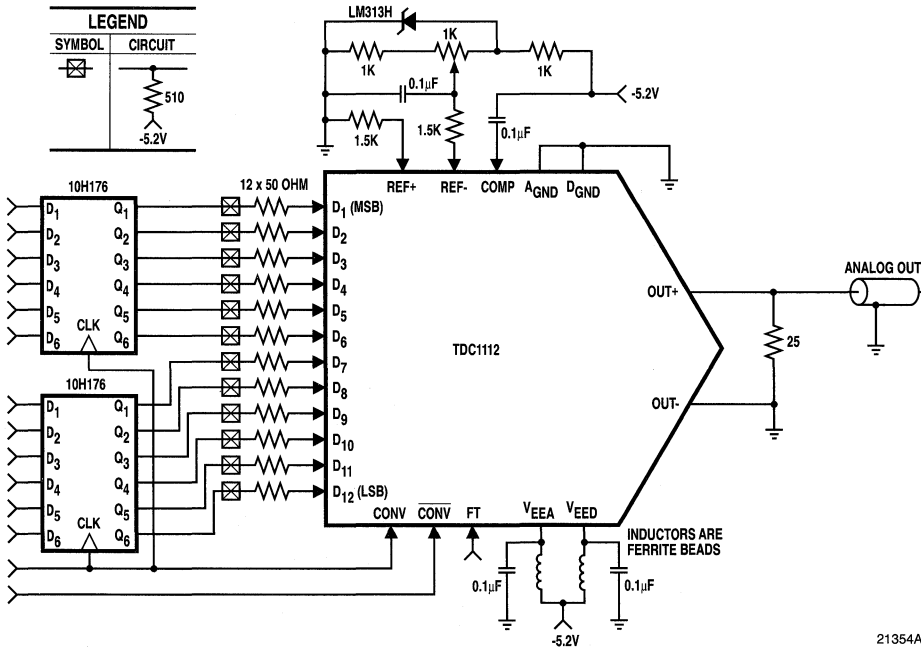 LEGEND
SYMBOL CIRCUIT
510
-5.2V
LM313H
1K
1K
1K
0.1µF
-5.2V
1.5K
1.5K
0.1µF
10H176
12 x 50 OHM
REF+ REF- COMP AGND DGND
D1 Q1
D2 Q2
D3 Q3
D4 Q4
D5 Q5
D6 Q6
CLK
D1 (MSB)
D2
D3
D4
D5
D6
D7
D8
D9
D10
D11
D12 (LSB)
TDC1112
OUT+
OUT-
ANALOG OUT
25
10H176
D1 Q1
D2 Q2
D3 Q3
D4 Q4
D5 Q5
D6 Q6
CLK
CONV CONV FT VEEA VEED
INDUCTORS ARE
FERRITE BEADS
0.1µF
0.1µF
-5.2V
21354A